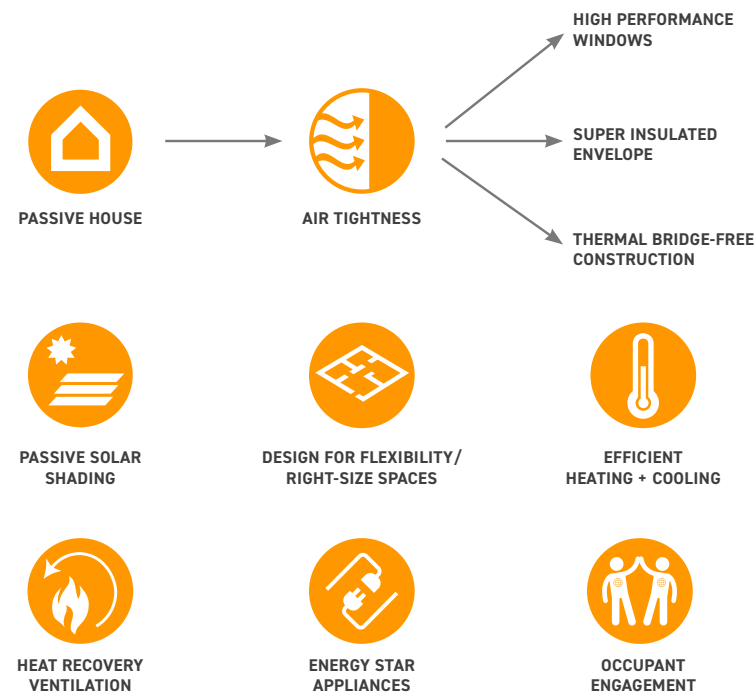 HIGH PERFORMANCE
WINDOWS
PASSIVE HOUSE
AIR TIGHTNESS
SUPER INSULATED
ENVELOPE
THERMAL BRIDGE-FREE
CONSTRUCTION
PASSIVE SOLAR
SHADING
DESIGN FOR FLEXIBILITY/
RIGHT-SIZE SPACES
EFFICIENT
HEATING + COOLING
HEAT RECOVERY
VENTILATION
ENERGY STAR
APPLIANCES
OCCUPANT
ENGAGEMENT